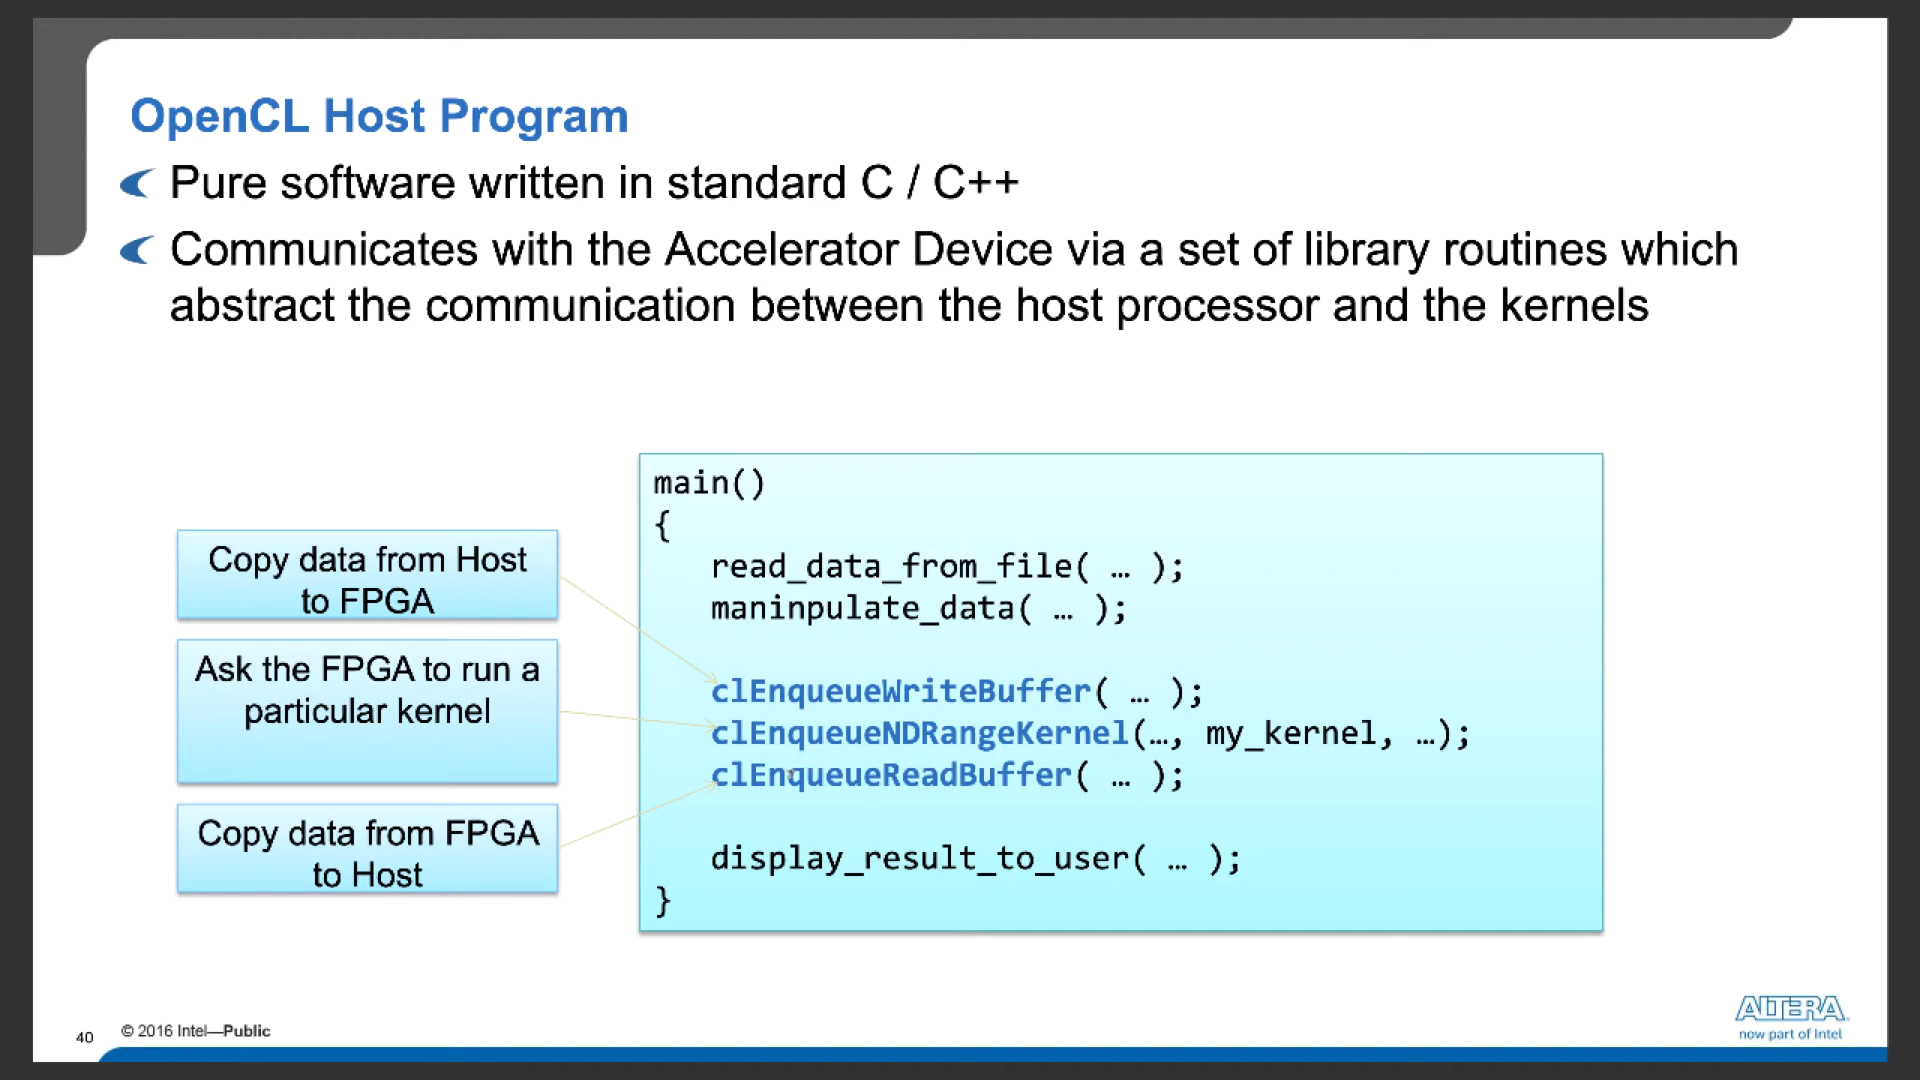 OpenCL Host Program
Pure software written in standard C / C++
Communicates with the Accelerator Device via a set of library routines which
abstract the communication between the host processor and the kernels
Copy data from Host
to FPGA
Ask the FPGA to run a
particular kernel
Copy data from FPGA
to Host
main()
{
read_data_from_file( … );
maninpulate_data( … );
clEnqueueWriteBuffer( … );
clEnqueueNDRangeKernel(…, my_kernel, …);
clEnqueueReadBuffer( … );
display_result_to_user( … );
}
40
© 2016 Intel—Public
ALTERA
now part of Intel